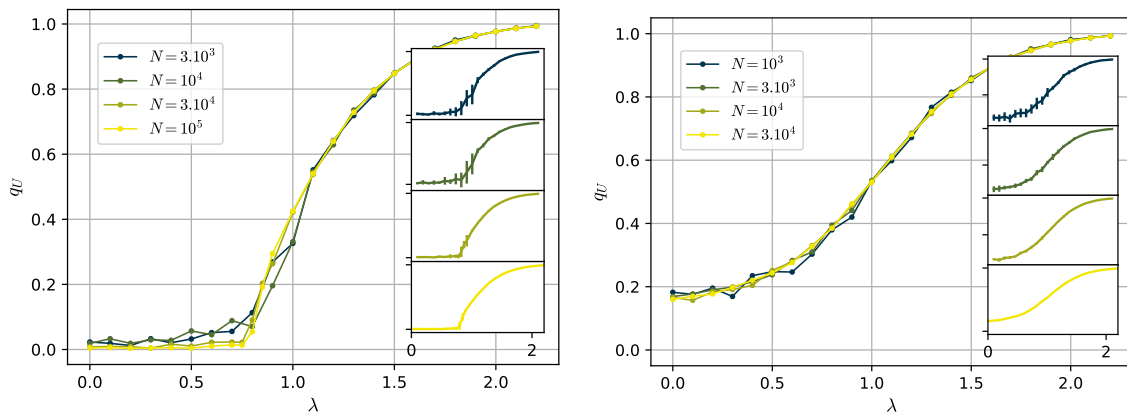 1.0
0.8
0.6
0.4
0.2
0.0
q_U
N = 3.10^3
N = 10^4
N = 3.10^4
N = 10^5
0 2
0.0 0.5 1.0 1.5 2.0
λ
1.0
0.8
0.6
0.4
0.2
0.0
q_U
N = 10^3
N = 3.10^3
N = 10^4
N = 3.10^4
0 2
0.0 0.5 1.0 1.5 2.0
λ